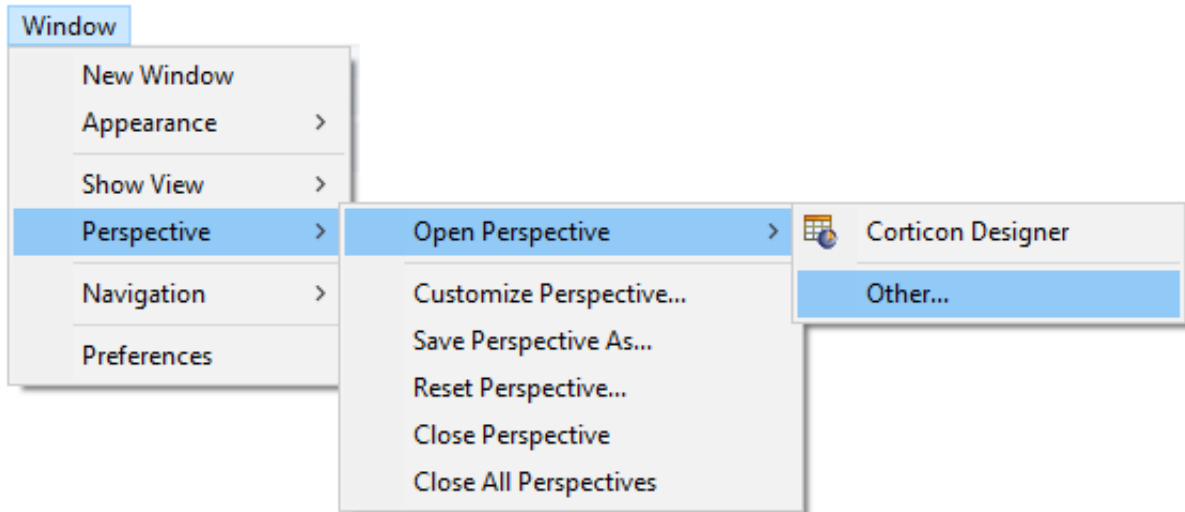 Window
New Window
Appearance
Show View
Perspective
Navigation
Preferences
Open Perspective
Customize Perspective...
Save Perspective As...
Reset Perspective...
Close Perspective
Close All Perspectives
Corticon Designer
Other...